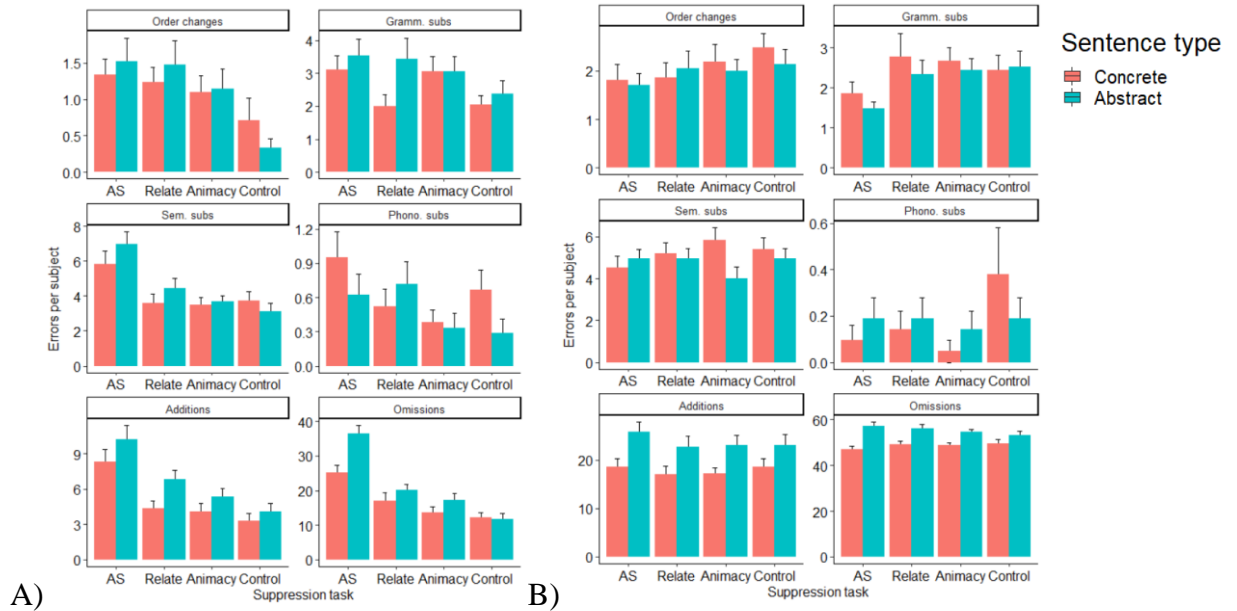 Order changes
Gramm. subs
1.5
1.0
0.5
0.0
4
3
2
1
0
AS Relate Animacy Control
AS Relate Animacy Control
Sem. subs
Phono. subs
8
6
4
2
0
1.2
0.9
0.6
0.3
0.0
AS Relate Animacy Control
AS Relate Animacy Control
Additions
Omissions
9
6
3
0
40
30
20
10
0
AS Relate Animacy Control
AS Relate Animacy Control
Errors per subject
Suppression task
A)
Order changes
Gramm. subs
2
1
0
3
2
1
0
AS Relate Animacy Control
AS Relate Animacy Control
Sem. subs
Phono. subs
6
4
2
0
0.6
0.4
0.2
0.0
AS Relate Animacy Control
AS Relate Animacy Control
Additions
Omissions
20
10
0
60
40
20
0
AS Relate Animacy Control
AS Relate Animacy Control
Errors per subject
Suppression task
B)
Sentence type
Concrete
Abstract